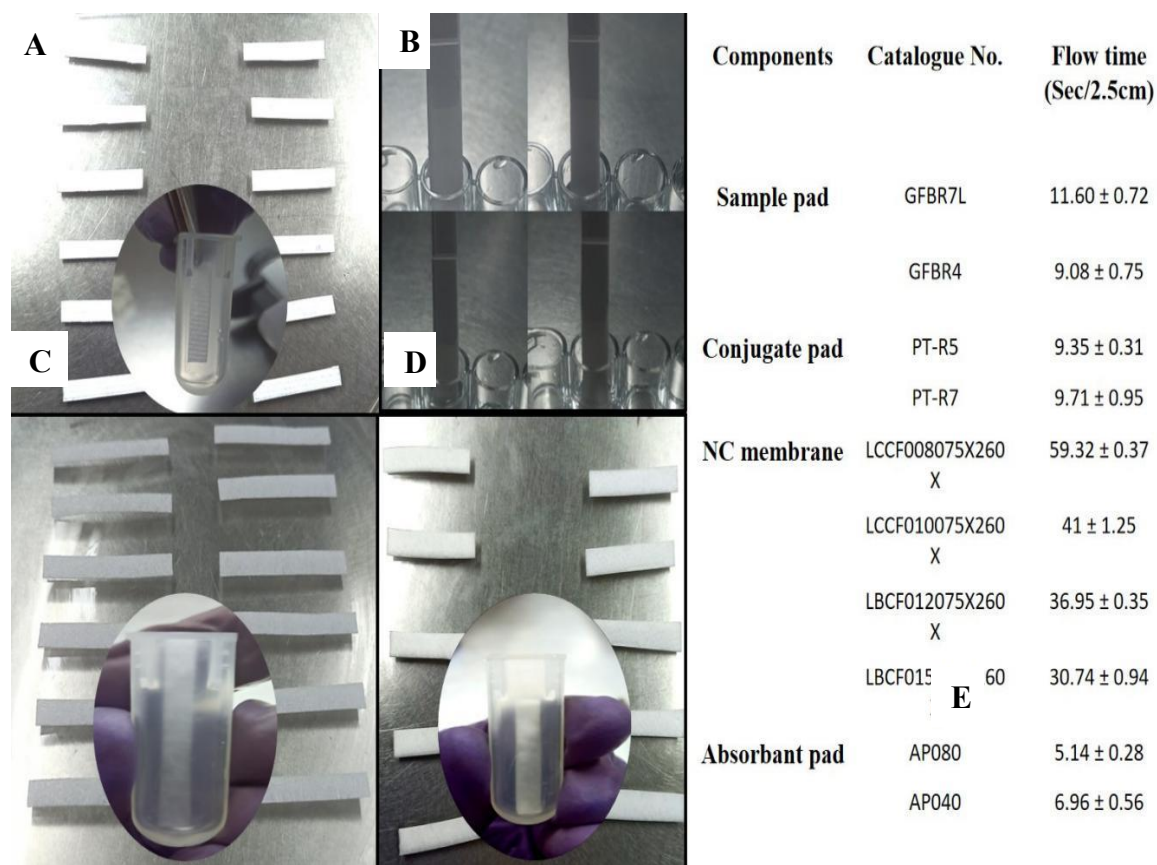 A
B
C
D
Components Catalogue No. Flow time
(Sec/2.5cm)
Sample pad GFBR7L 11.60 ± 0.72
GFBR4 9.08 ± 0.75
Conjugate pad PT-R5 9.35 ± 0.31
PT-R7 9.71 ± 0.95
NC membrane LCCF008075X260 59.32 ± 0.37
X
LCCF010075X260 41 ± 1.25
X
LBCF012075X260 36.95 ± 0.35
X
LBCF015 60 30.74 ± 0.94
E
Absorbant pad AP080 5.14 ± 0.28
AP040 6.96 ± 0.56